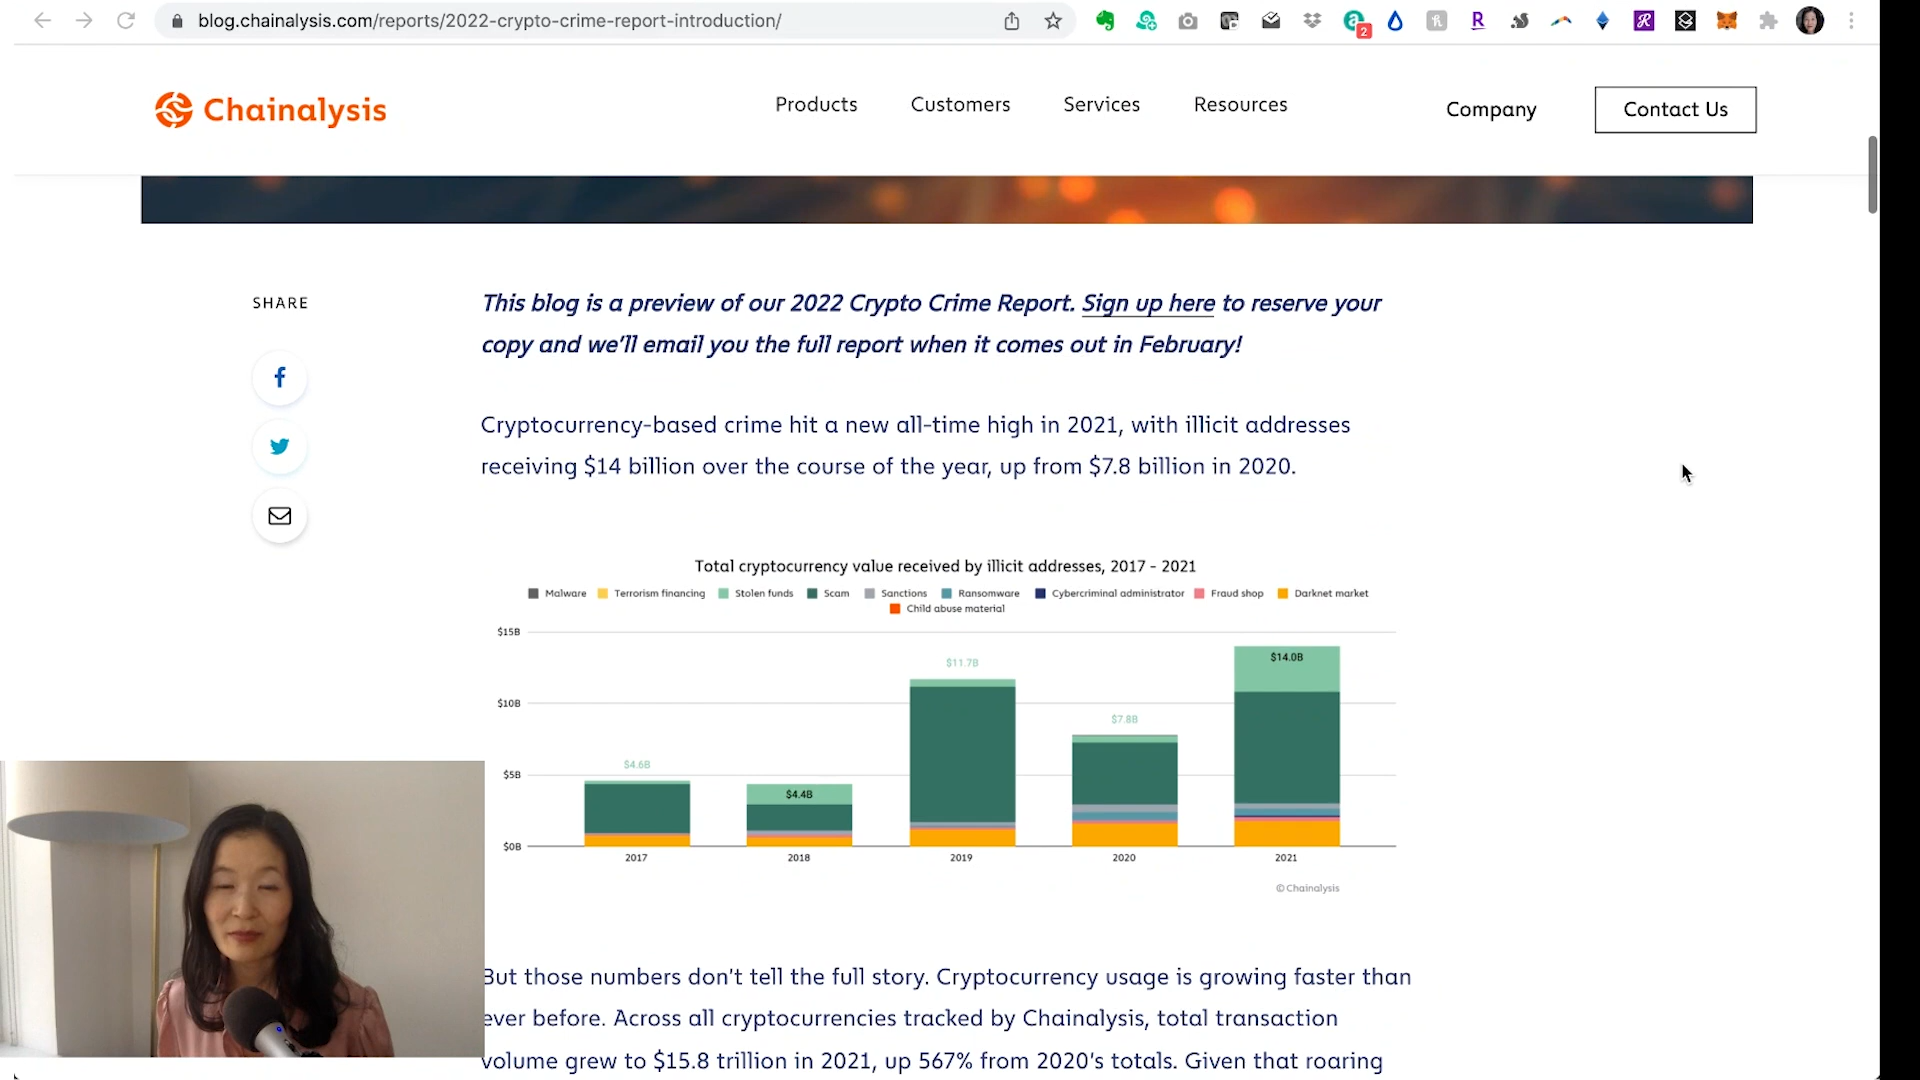 blog.chainalysis.com/reports/2022-crypto-crime-report-introduction/
2
Chainalysis
Products
Customers
Services
Resources
Company
Contact Us
SHARE
This blog is a preview of our 2022 Crypto Crime Report. Sign up here to reserve your
copy and we'll email you the full report when it comes out in February!
Cryptocurrency-based crime hit a new all-time high in 2021, with illicit addresses
receiving $14 billion over the course of the year, up from $7.8 billion in 2020.
Total cryptocurrency value received by illicit addresses, 2017 - 2021
Malware Terrorism financing Stolen funds Scam Sanctions Ransomware Cybercriminal administrator Fraud shop Darknet market
Child abuse material
$15B
$10B
$5B
$0B
$4.6B
$4.4B
$11.7B
$7.8B
$14.0B
2017 2018 2019 2020 2021
© Chainalysis
But those numbers don't tell the full story. Cryptocurrency usage is growing faster than
ever before. Across all cryptocurrencies tracked by Chainalysis, total transaction
volume grew to $15.8 trillion in 2021, up 567% from 2020's totals. Given that roaring